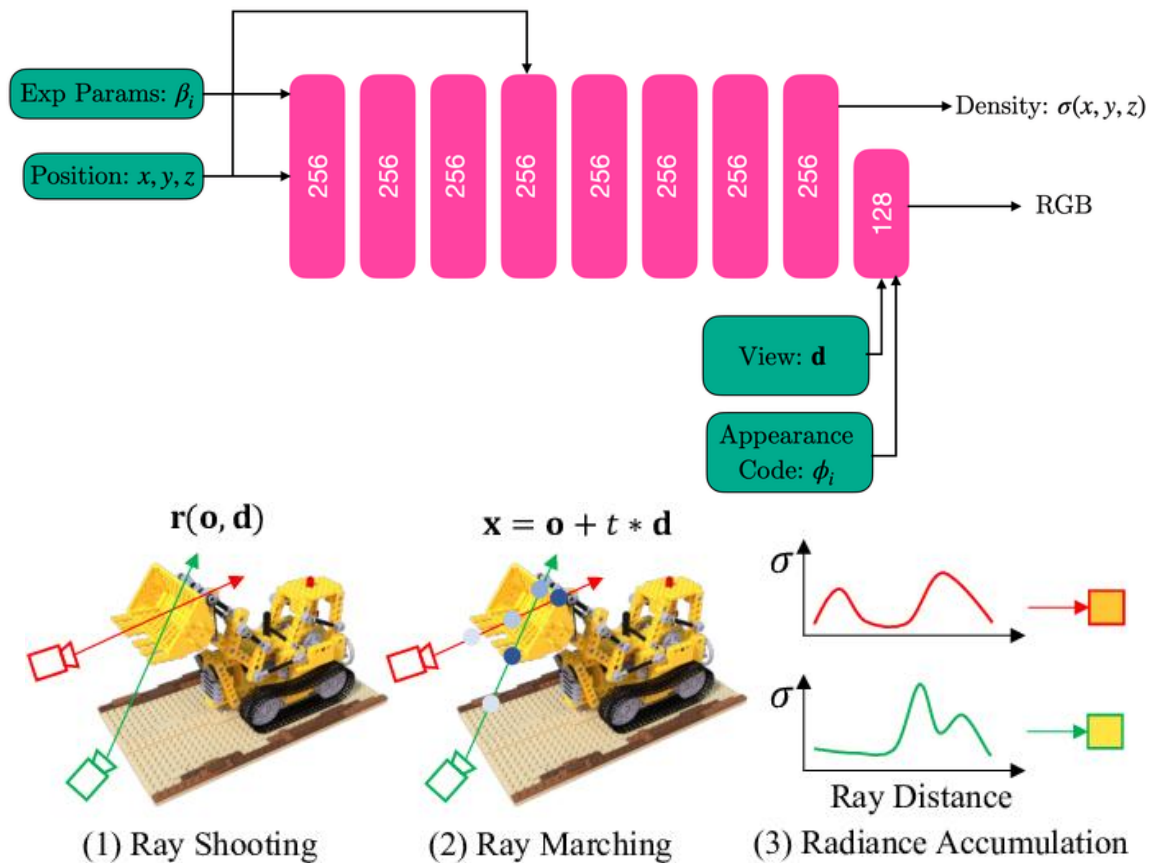 Exp Params: βᵢ
Position: x, y, z
256
256
256
256
256
256
256
256
128
Density: σ(x, y, z)
RGB
View: d
Appearance
Code: ϕᵢ
r(o, d)
x = o + t * d
σ
σ
Ray Distance
(1) Ray Shooting
(2) Ray Marching
(3) Radiance Accumulation